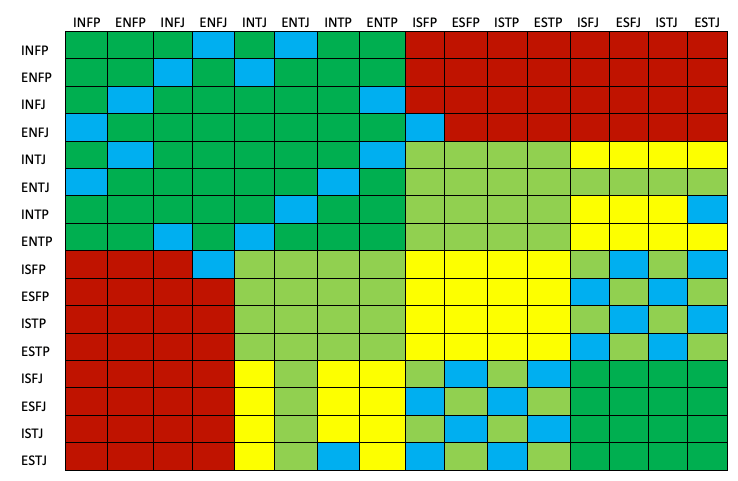 INFP ENFP INFJ ENFJ INTJ ENTJ INTP ENTP ISFP ESFP ISTP ESTP ISFJ ESFJ ISTJ ESTJ
INFP
ENFP
INFJ
ENFJ
INTJ
ENTJ
INTP
ENTP
ISFP
ESFP
ISTP
ESTP
ISFJ
ESFJ
ISTJ
ESTJ